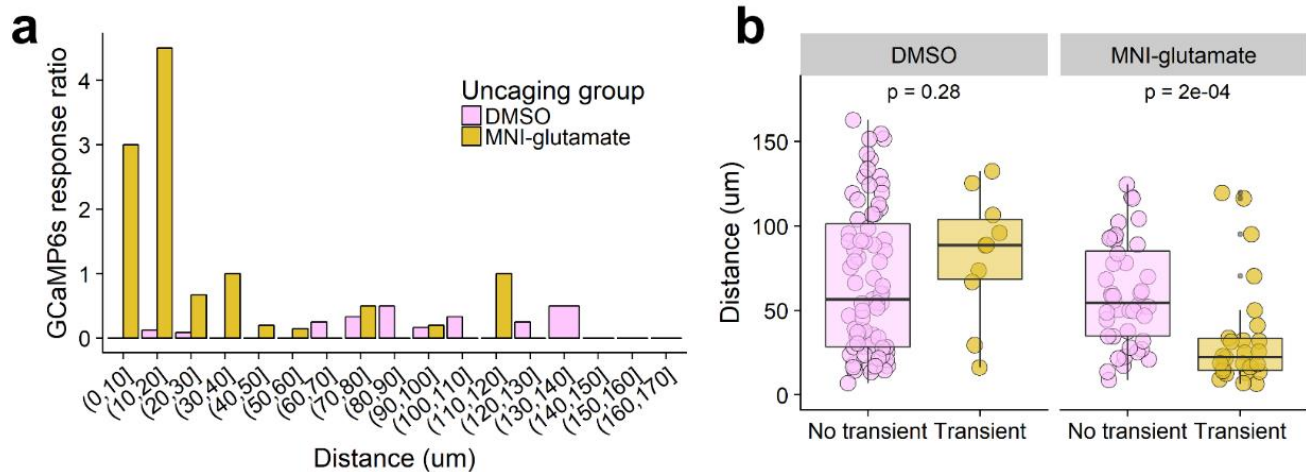 a
GCaMP6s response ratio
4
3
2
1
0
Uncaging group
DMSO
MNI-glutamate
(0,10]
(10,20]
(20,30]
(30,40]
(40,50]
(50,60]
(60,70]
(70,80]
(80,90]
(90,100]
(100,110]
(110,120]
(120,130]
(130,140]
(140,150]
(150,160]
(160,170]
Distance (um)
b
DMSO
MNI-glutamate
p = 0.28
p = 2e-04
Distance (um)
150
100
50
0
No transient Transient
No transient Transient